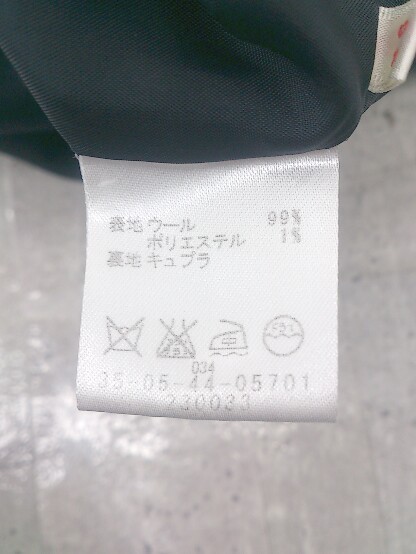 表地 ウール 99%
ポリエステル 1%
裏地 キュプラ
034
35-05-44-05701
230033